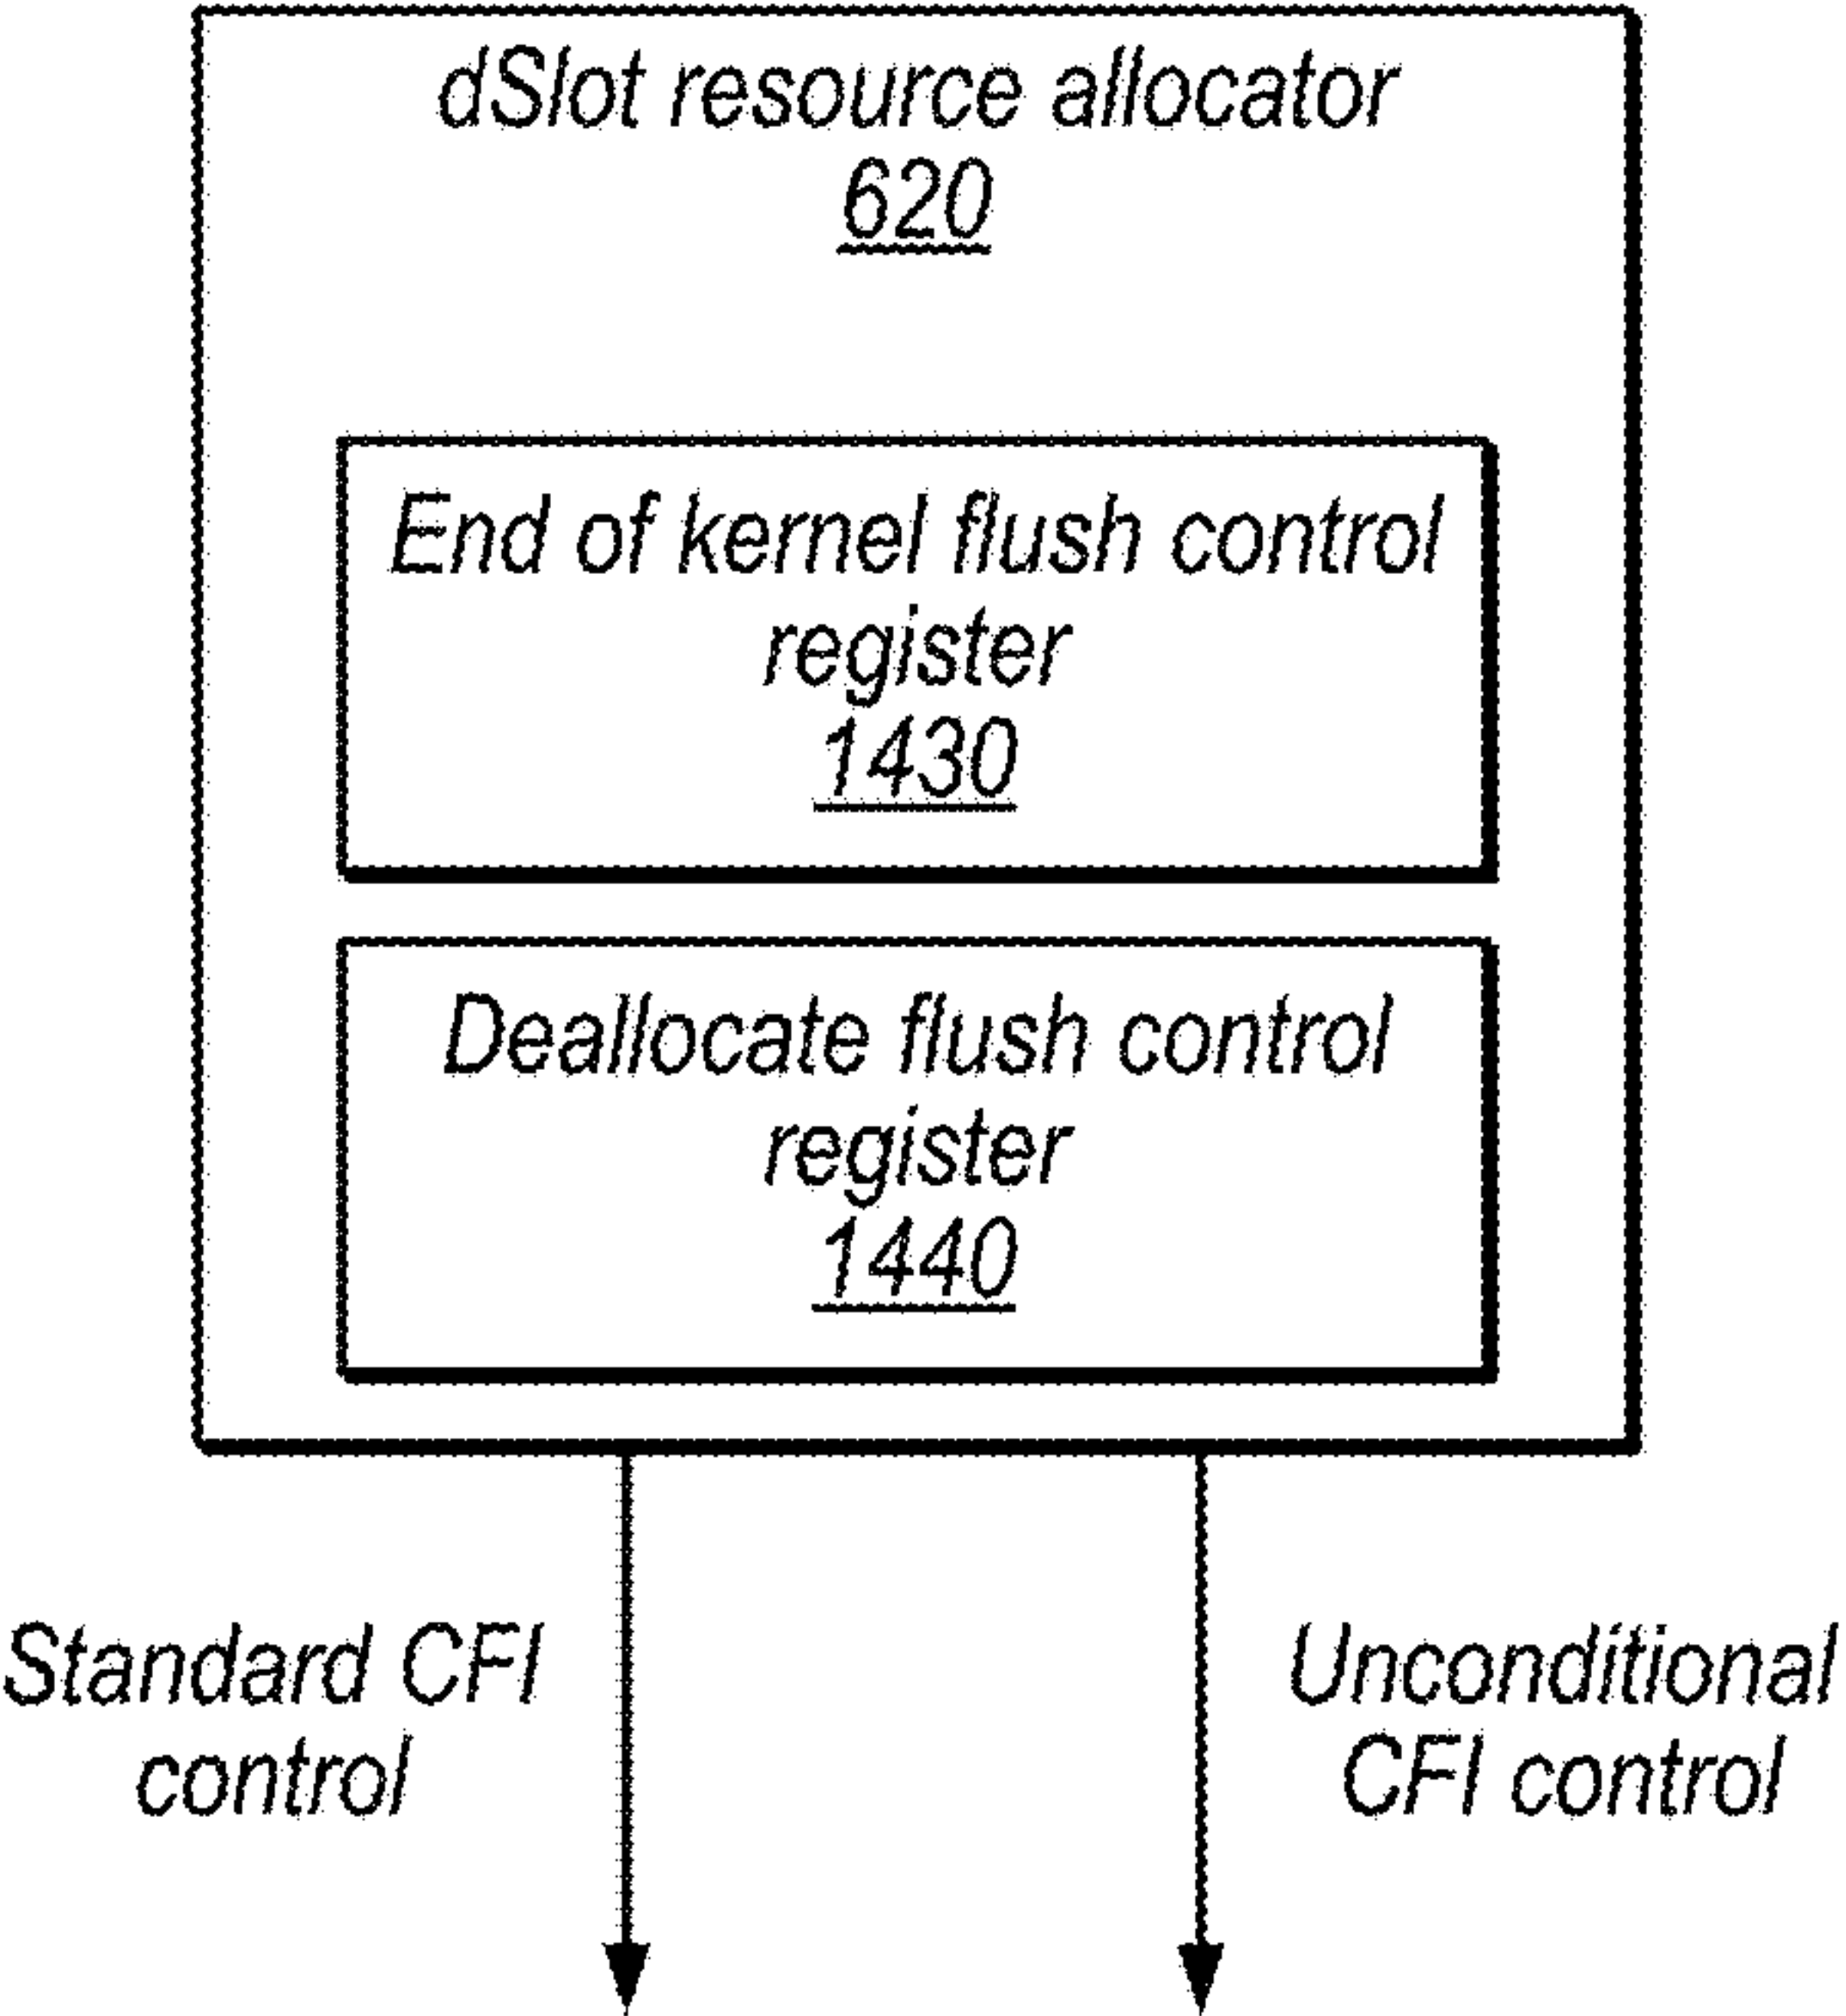 dSlot resource allocator
620
End of kernel flush control
register
1430
Deallocate flush control
register
1440
Standard CFI
control
Unconditional
CFI control